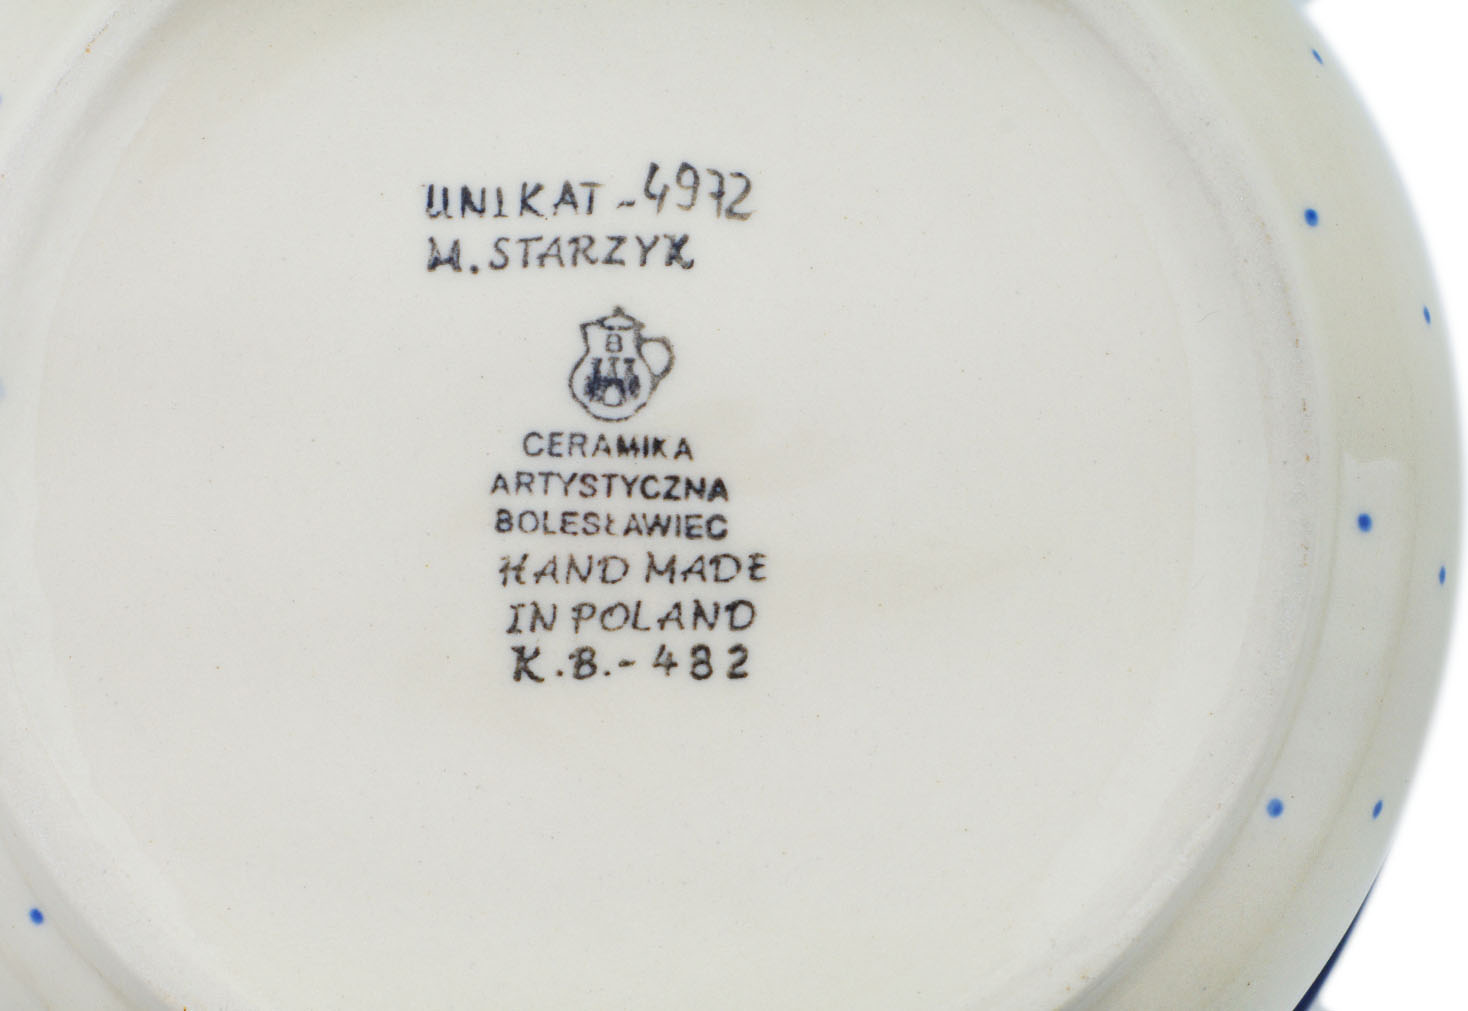 UNIKAT-4972
M. STARZYK
B
CERAMIKA
ARTYSTYCZNA
BOLESŁAWIEC
HAND MADE
IN POLAND
K.B.-482